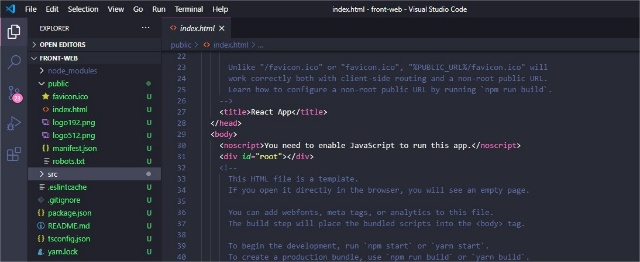 File Edit Selection View Go Run Terminal Help
index.html - front-web - Visual Studio Code
EXPLORER
...
OPEN EDITORS
FRONT-WEB
node_modules
public
favicon.ico U
index.html U
logo192.png U
logo512.png U
manifest.json U
robots.txt U
src
.eslintcache U
.gitignore U
package.json U
README.md U
tsconfig.json U
yarn.lock U
index.html
public > index.html > ...
22
23 Unlike "/favicon.ico" or "favicon.ico", "%PUBLIC_URL%/favicon.ico" will
24 work correctly both with client-side routing and a non-root public URL.
25 Learn how to configure a non-root public URL by running `npm run build`.
26 -->
27 <title>React App</title>
28 </head>
29 <body>
30 <noscript>You need to enable JavaScript to run this app.</noscript>
31 <div id="root"></div>
32 <!--
33 This HTML file is a template.
34 If you open it directly in the browser, you will see an empty page.
35
36 You can add webfonts, meta tags, or analytics to this file.
37 The build step will place the bundled scripts into the <body> tag.
38
39 To begin the development, run `npm start` or `yarn start`.
40 To create a production bundle, use `npm run build` or `yarn build`.